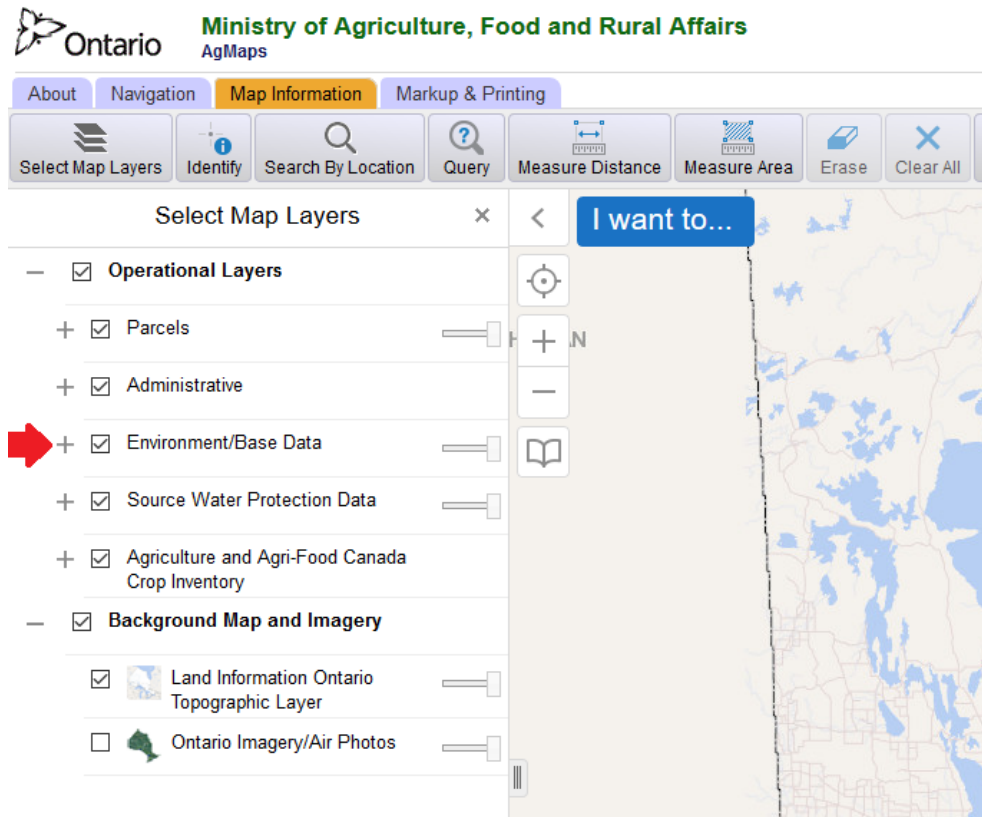 Ontario
Ministry of Agriculture, Food and Rural Affairs
AgMaps
About Navigation Map Information Markup & Printing
Select Map Layers Identify Search By Location Query Measure Distance Measure Area Erase Clear All
Select Map Layers
I want to...
Operational Layers
Parcels
Administrative
Environment/Base Data
Source Water Protection Data
Agriculture and Agri-Food Canada
Crop Inventory
Background Map and Imagery
Land Information Ontario
Topographic Layer
Ontario Imagery/Air Photos